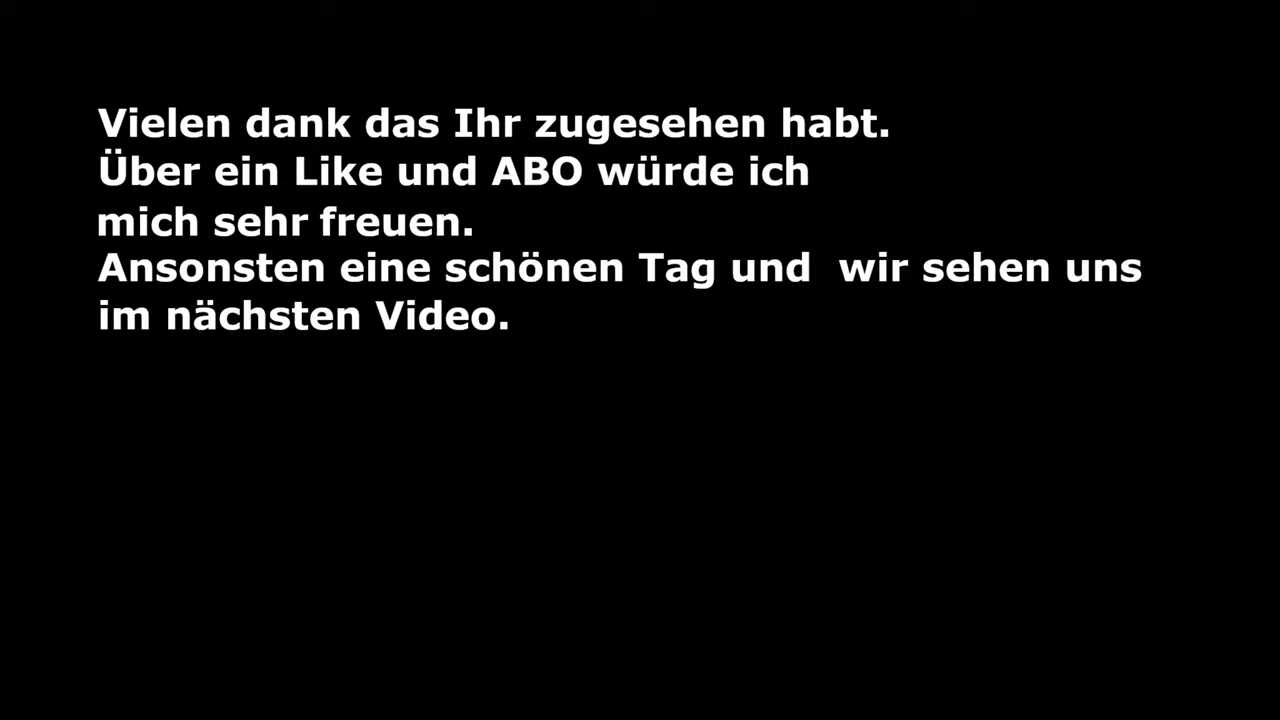 Vielen dank das Ihr zugesehen habt.
Über ein Like und ABO würde ich
mich sehr freuen.
Ansonsten eine schönen Tag und  wir sehen uns
im nächsten Video.